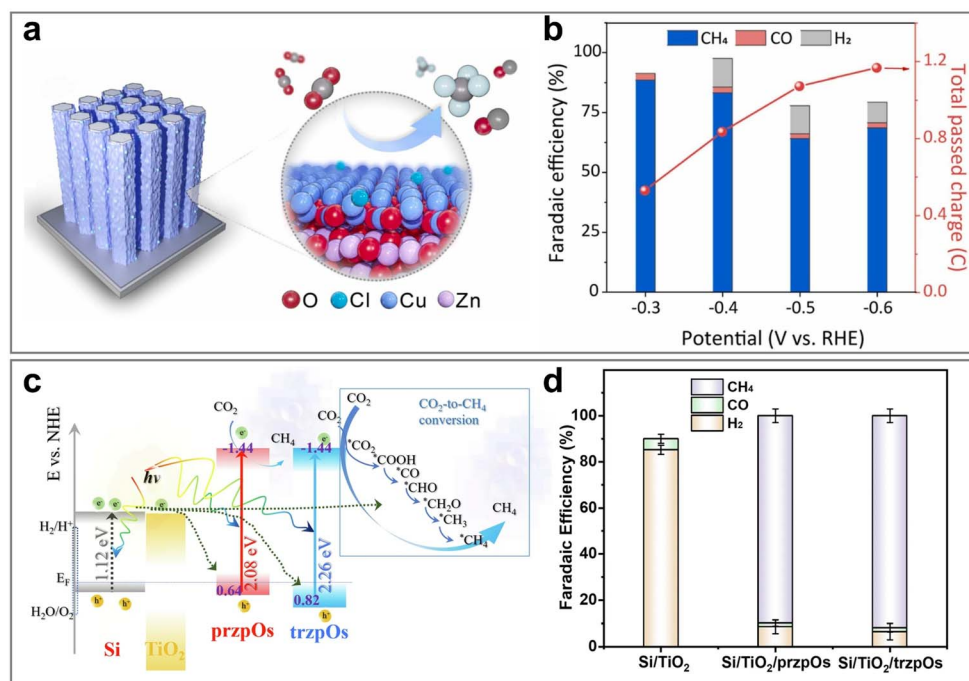 a
O Cl Cu Zn
b
CH₄ CO H₂
Faradaic efficiency (%)
100
75
50
25
0
Total passed charge (C)
1.2
0.8
0.4
0.0
-0.3 -0.4 -0.5 -0.6
Potential (V vs. RHE)
c
E vs. NHE
H₂/H⁺
E_F
H₂O/O₂
hν
e⁻ e⁻ e⁻
1.12 eV
h⁺ h⁺
Si
TiO₂
CO₂
e⁻
-1.44
CH₄
2.08 eV
0.64
h⁺
przpOs
CO₂
e⁻
-1.44
2.26 eV
0.82
h⁺
trzpOs
CO₂
CO₂-to-CH₄
conversion
*CO₂
*COOH
*CO
*CHO
*CH₂O
*CH₃
*CH₄
CH₄
d
CH₄
CO
H₂
Faradaic Efficiency (%)
100
80
60
40
20
0
Si/TiO₂ Si/TiO₂/przpOs Si/TiO₂/trzpOs